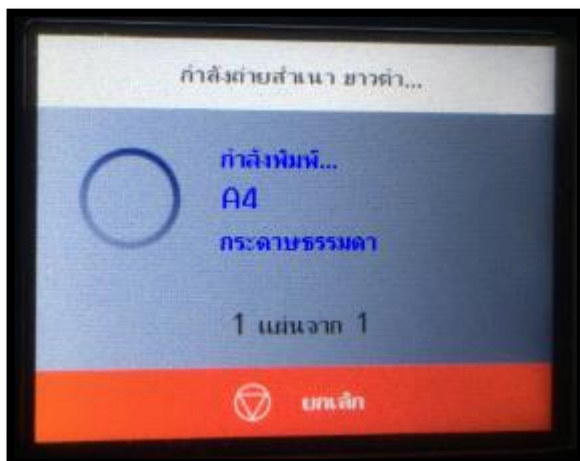 กำลังถ่ายสำเนา ขาวดำ...
กำลังพิมพ์...
A4
กระดาษธรรมดา
1 แผ่นจาก 1
ยกเลิก